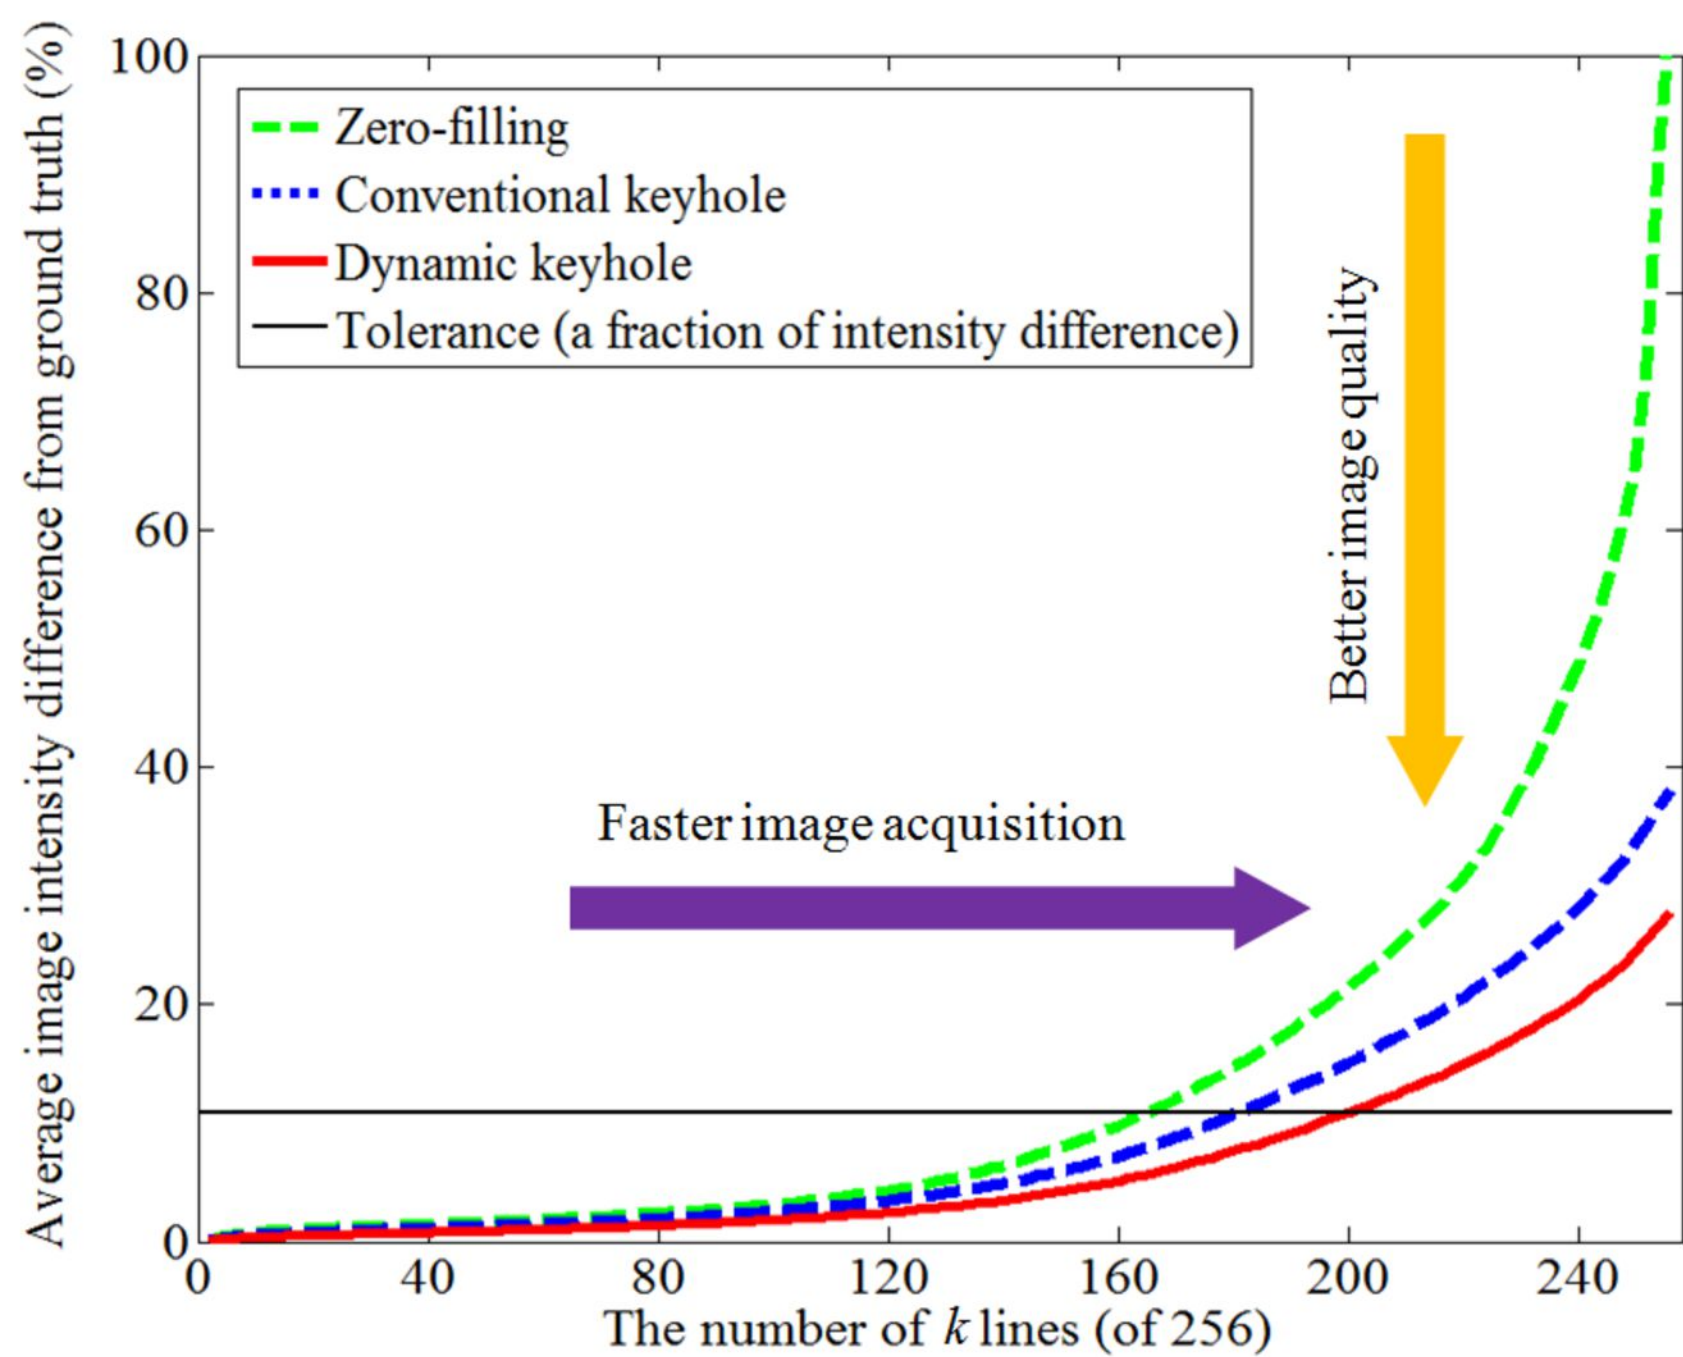 Average image intensity difference from ground truth (%)
100
80
60
40
20
0
Zero-filling
Conventional keyhole
Dynamic keyhole
Tolerance (a fraction of intensity difference)
Better image quality
Faster image acquisition
0 40 80 120 160 200 240
The number of k lines (of 256)